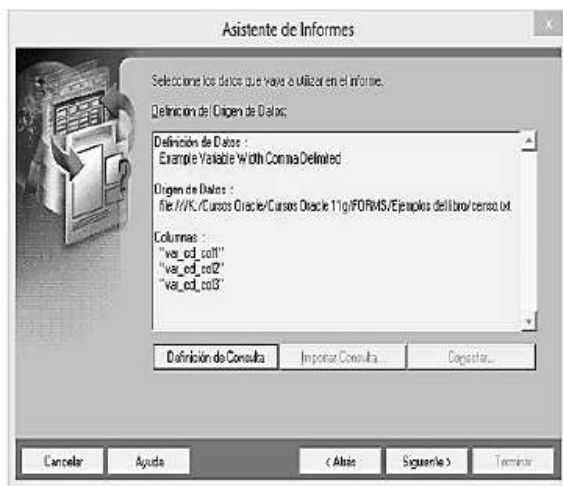 Asistente de Informes
x
Seleccione los datos que vaya a utilizar en el informe.
Definición del Origen de Datos:
Definición de Datos :
Example Variable Width Comma Delimited
Origen de Datos :
file:///K:/Cursos Oracle/Cursos Oracle 11g/FORMS/Ejemplos del libro/censo.txt
Columnas :
"var_cd_col1"
"var_cd_col2"
"var_cd_col3"
Definición de Consulta
Importar Consulta...
Conectar...
Cancelar
Ayuda
< Atrás
Siguiente >
Terminar